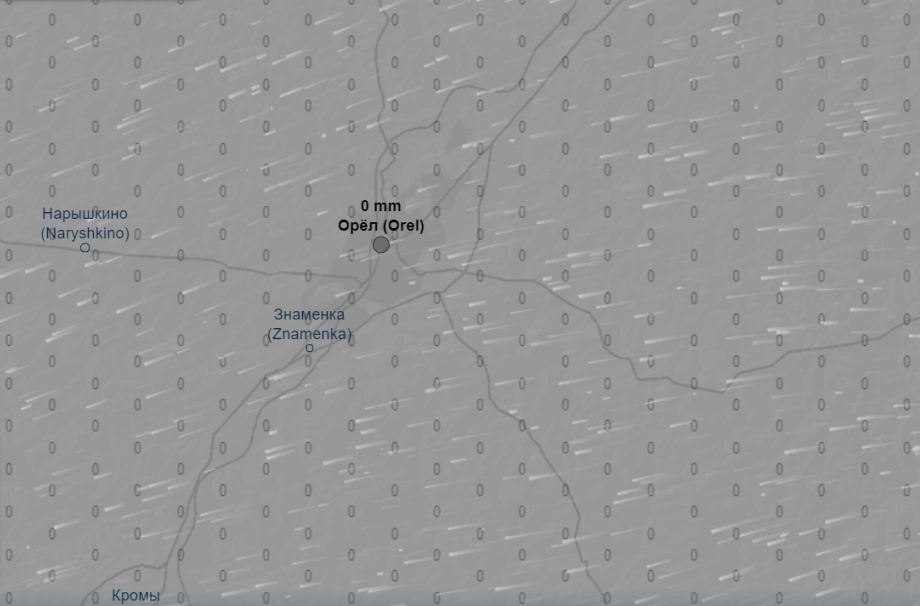 0 mm
Орёл (Orel)
Нарышкино
(Naryshkino)
Знаменка
(Znamenka)
Кромы